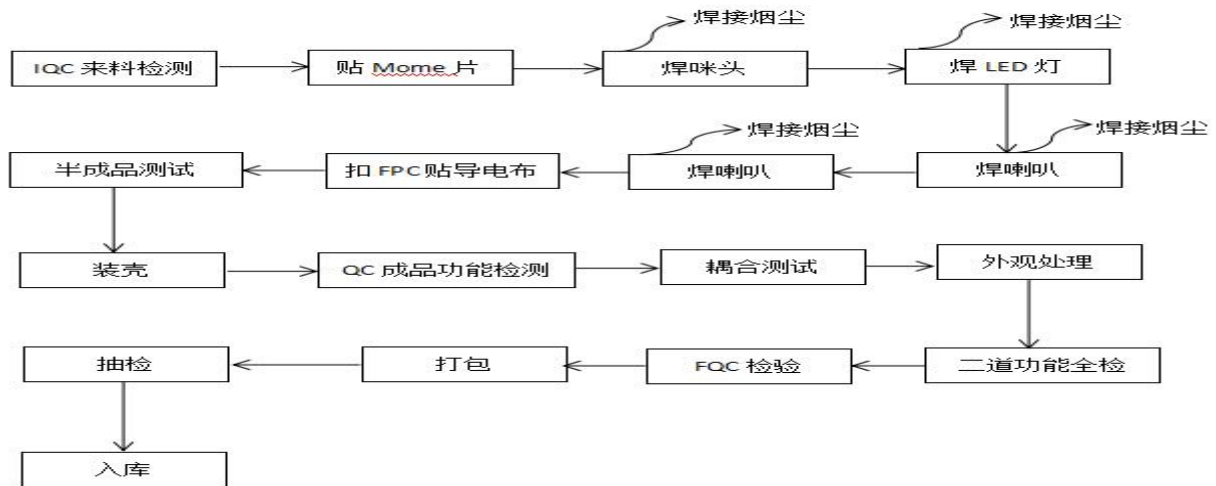 焊接烟尘
焊接烟尘
IQC 来料检测
贴 Mome 片
焊咪头
焊 LED 灯
焊接烟尘
焊接烟尘
半成品测试
扣 FPC 贴导电布
焊喇叭
焊喇叭
装壳
QC 成品功能检测
耦合测试
外观处理
抽检
打包
FQC 检验
二道功能全检
入库